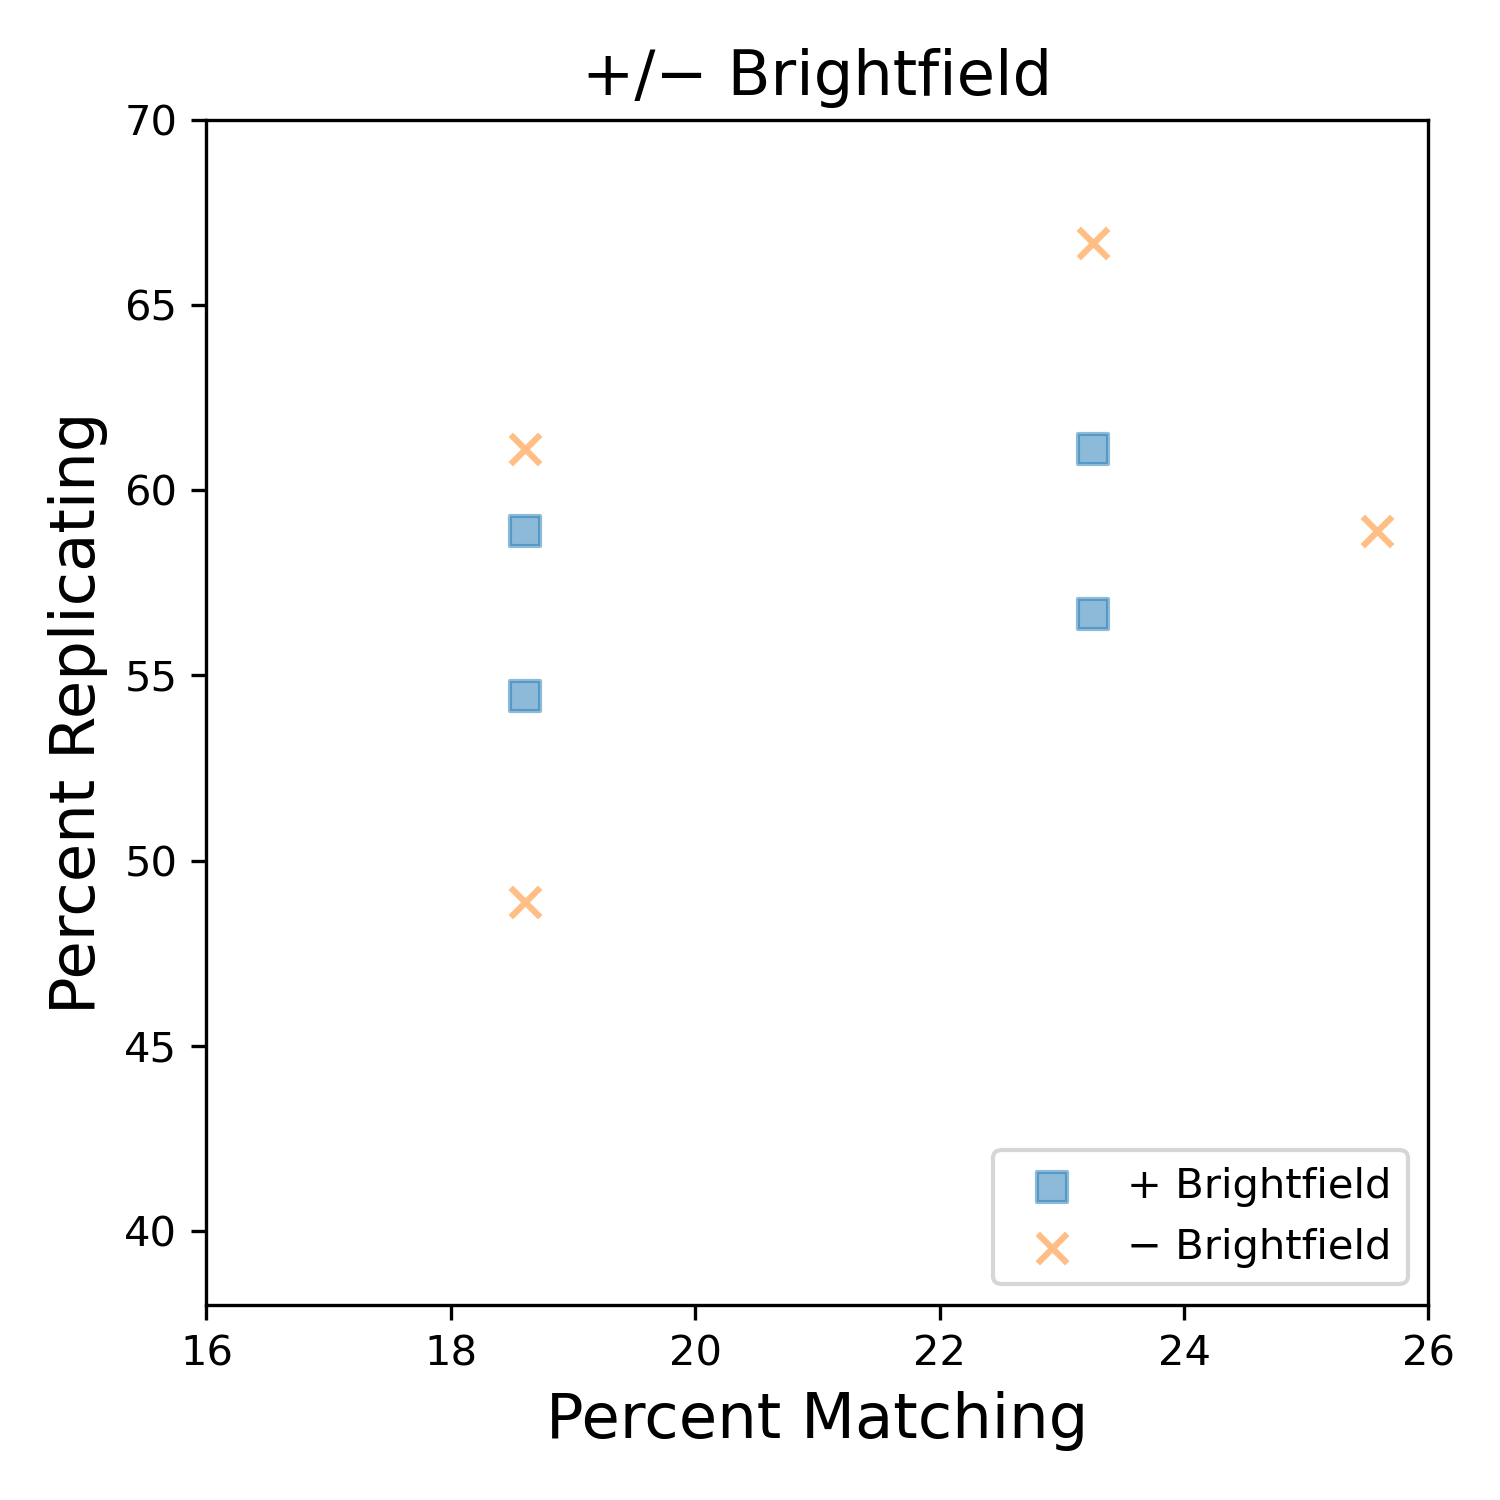 +/− Brightfield
70
65
60
55
50
45
40
Percent Replicating
16 18 20 22 24 26
Percent Matching
+ Brightfield
− Brightfield